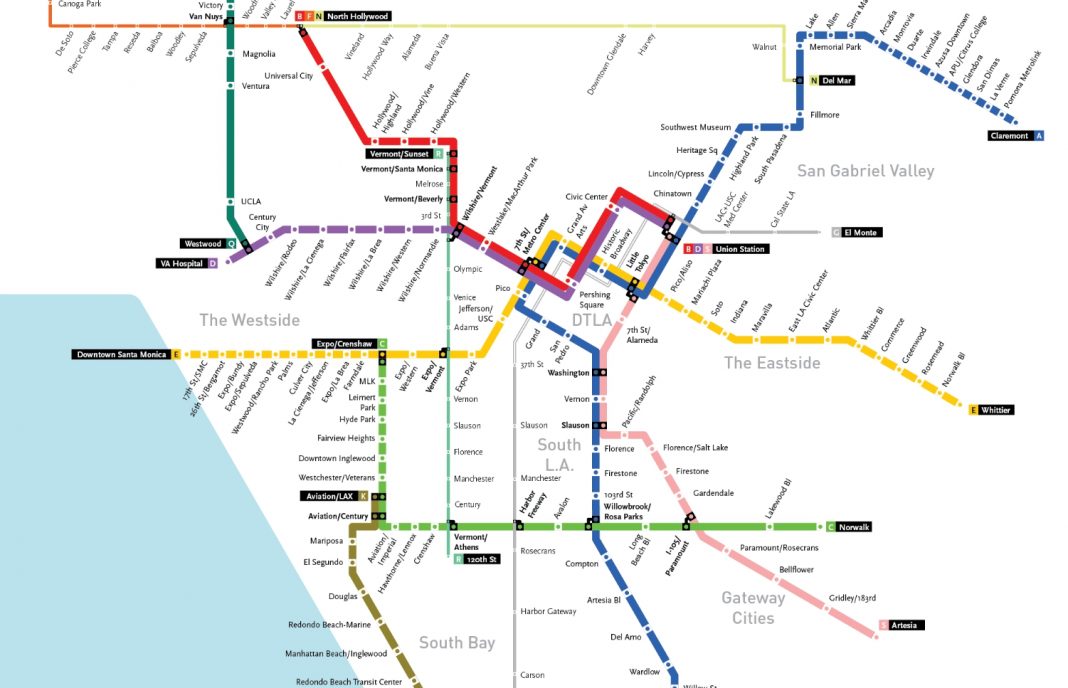 Canoga Park
De Soto
Pierce College
Tampa
Reseda
Balboa
Woodley
Sepulveda
Victory
Van Nuys
Valley
Laurel
B F N North Hollywood
Vineland
Hollywood Way
Alameda
Buena Vista
Downtown Glendale
Harvey
Walnut
Lake
Allen
Sierra Ma
Memorial Park
Arcadia
Monrovia
Duarte
Irwindale
Azusa Downtown
APU/Citrus College
Glendora
San Dimas
La Verne
Pomona Metrolink
Claremont A
N Del Mar
Fillmore
Magnolia
Ventura
Universal City
Hollywood/
Highland
Hollywood/Vine
Hollywood/Western
Vermont/Sunset R
Vermont/Santa Monica
Melrose
Vermont/Beverly
3rd St
Wilshire/Vermont
Westlake/MacArthur Park
Southwest Museum
Heritage Sq
Highland Park
South Pasadena
Lincoln/Cypress
Chinatown
LAC+USC
Med Center
Cal State LA
San Gabriel Valley
G El Monte
B D S Union Station
UCLA
Century
City
Westwood Q
VA Hospital D
Wilshire/Rodeo
Wilshire/La Cienega
Wilshire/Fairfax
Wilshire/La Brea
Wilshire/Western
Wilshire/Normandie
7th St/
Metro Center
Grand Av
Arts
Civic Center
Historic
Broadway
Little
Tokyo
Pico/Aliso
Mariachi Plaza
Soto
Indiana
Maravilla
East LA Civic Center
Atlantic
Whittier Bl
Commerce
Greenwood
Rosemead
Norwalk Bl
E Whittier
The Eastside
The Westside
DTLA
Olympic
Venice
Adams
Pico
Jefferson/
USC
Pershing
Square
Grand
San
Pedro
7th St/
Alameda
Downtown Santa Monica E
17th St/SMC
26th St/Bergamot
Expo/Bundy
Expo/Sepulveda
Westwood/Rancho Park
Palms
Culver City
La Cienega/Jefferson
Expo/La Brea
Farmdale
Expo/Crenshaw C
Expo/
Western
Expo/
Vermont
Expo Park
37th St
Washington
Vernon
Slauson
MLK
Leimert
Park
Hyde Park
Fairview Heights
Downtown Inglewood
Westchester/Veterans
Aviation/LAX K
Aviation/Century
Vernon
Slauson
Florence
Manchester
Century
Slauson
Manchester
South
L.A.
Pacific/Randolph
Florence
Firestone
103rd St
Willowbrook/
Rosa Parks
Florence/Salt Lake
Firestone
Gardendale
Mariposa
El Segundo
Douglas
Redondo Beach-Marine
Manhattan Beach/Inglewood
Redondo Beach Transit Center
Aviation/
Imperial
Hawthorne/Lennox
Crenshaw
Vermont/
Athens
R 120th St
Harbor
Freeway
Avalon
Rosecrans
Harbor Gateway
Carson
South Bay
Long
Beach Bl
I-105/
Paramount
Lakewood Bl
C Norwalk
Compton
Artesia Bl
Del Amo
Wardlow
Willow St
Paramount/Rosecrans
Bellflower
Gridley/183rd
S Artesia
Gateway
Cities